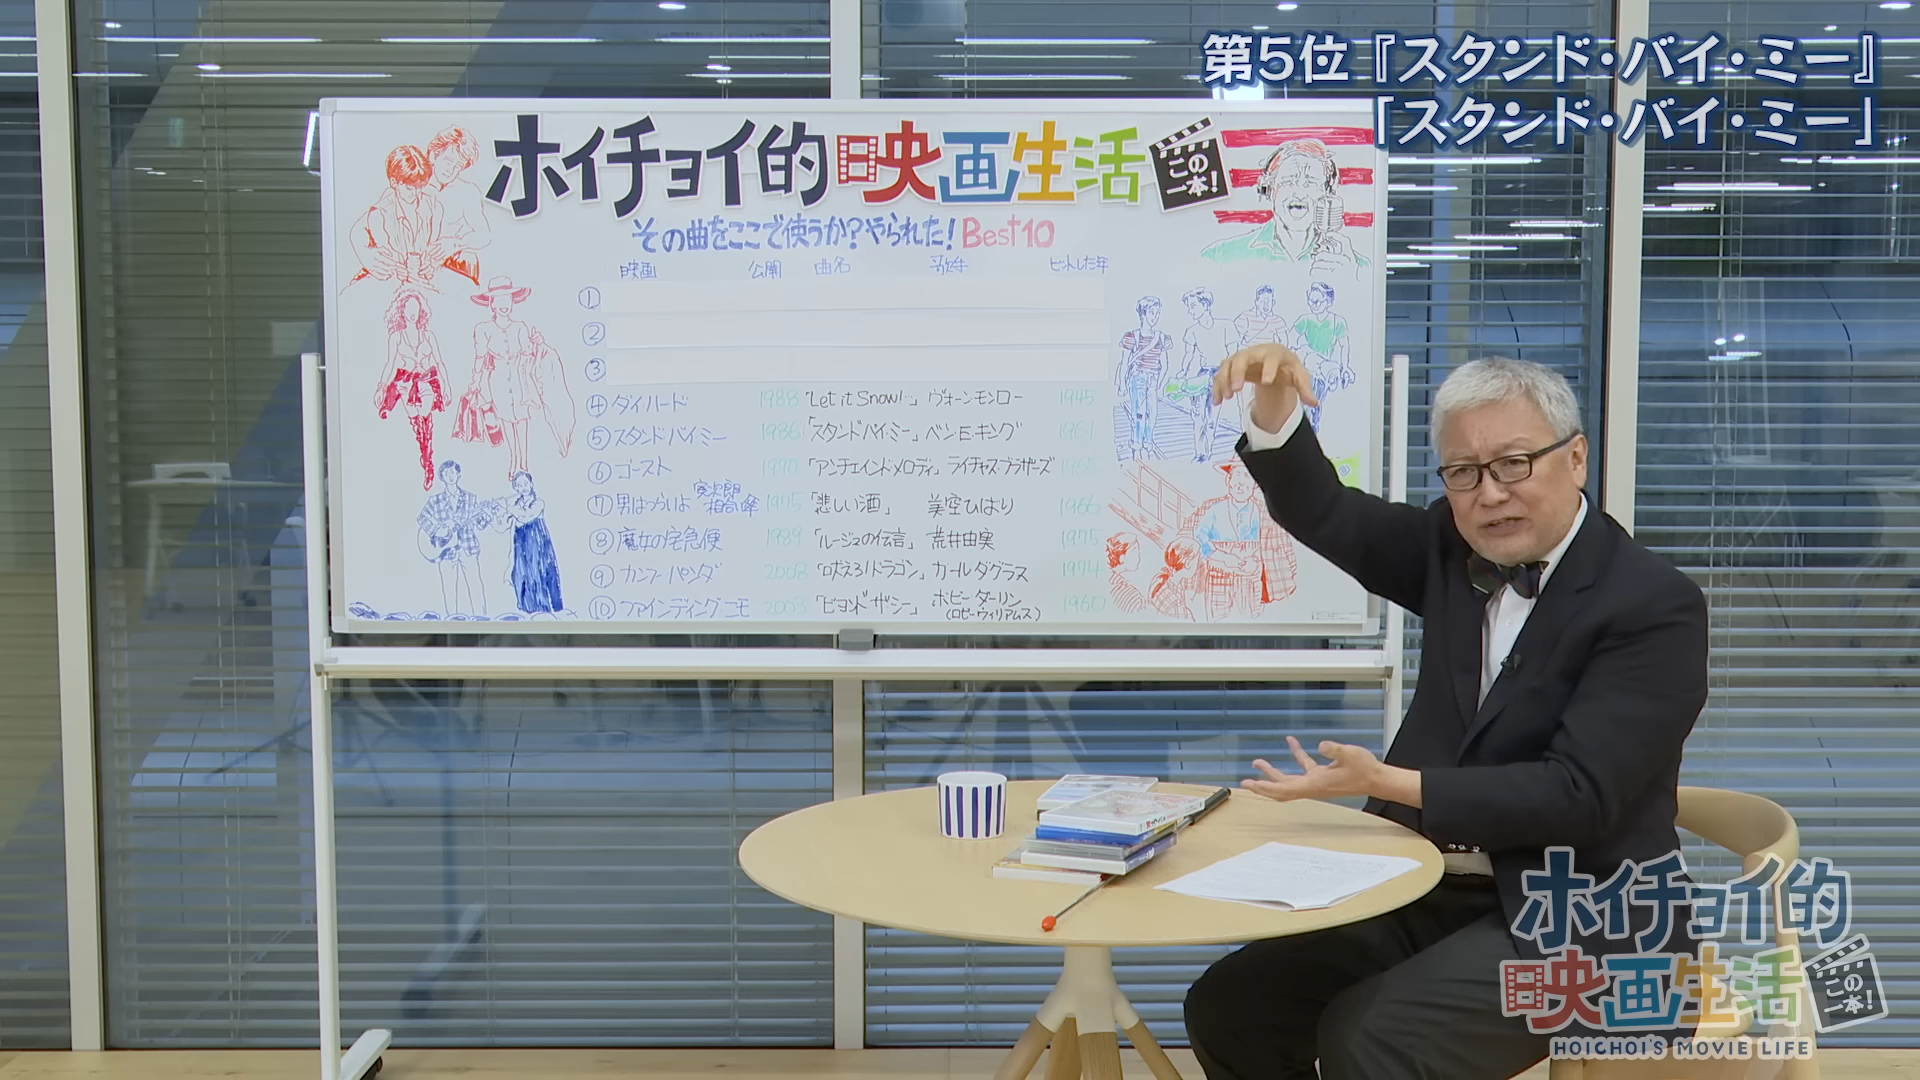 第5位『スタンド・バイ・ミー』
「スタンド・バイ・ミー」
ホイチョイ的映画生活 この一本!
その曲をここで使うか?やられた! Best10
映画 公開 曲名 歌手 ヒットした年
①
②
③
④ ダイ・ハード 1988 「Let it Snow!」 ヴォーン・モンロー 1945
⑤ スタンド・バイ・ミー 1986 「スタンド・バイ・ミー」 ベン・E・キング 1961
⑥ ゴースト 1990 「アンチェインド・メロディ」 ライチャス・ブラザーズ 1965
⑦ 男はつらいよ 寅次郎相合傘 1975 「悲しい酒」 美空ひばり 1966
⑧ 魔女の宅急便 1989 「ルージュの伝言」 荒井由実 1975
⑨ カンフー・パンダ 2008 「吠えろ!ドラゴン」 カール・ダグラス 1974
⑩ ファインディング・ニモ 2003 「ビヨンド・ザ・シー」 ボビー・ダーリン 1960
(ロビー・ウィリアムス)
ホイチョイ的
映画生活 この一本!
HOICHOI'S MOVIE LIFE